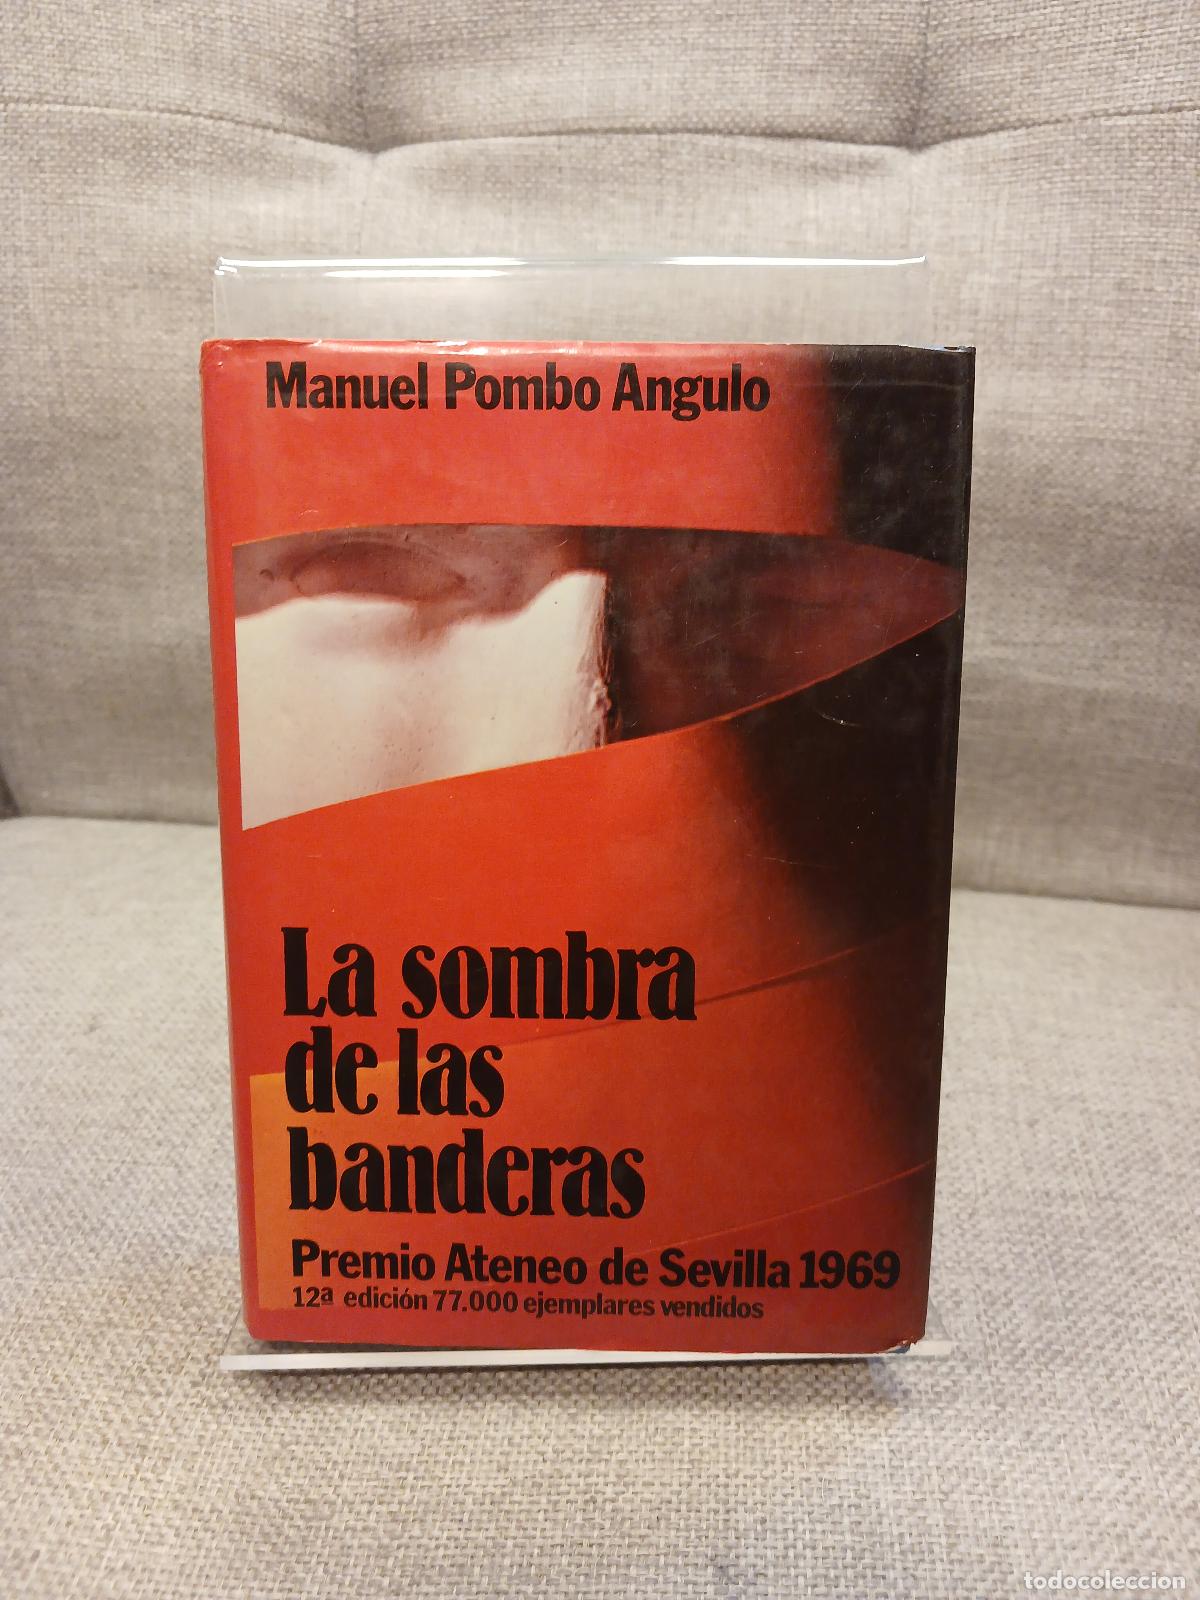 Manuel Pombo Angulo
La sombra
de las
banderas
Premio Ateneo de Sevilla 1969
12ª edición 77.000 ejemplares vendidos
todocoleccion